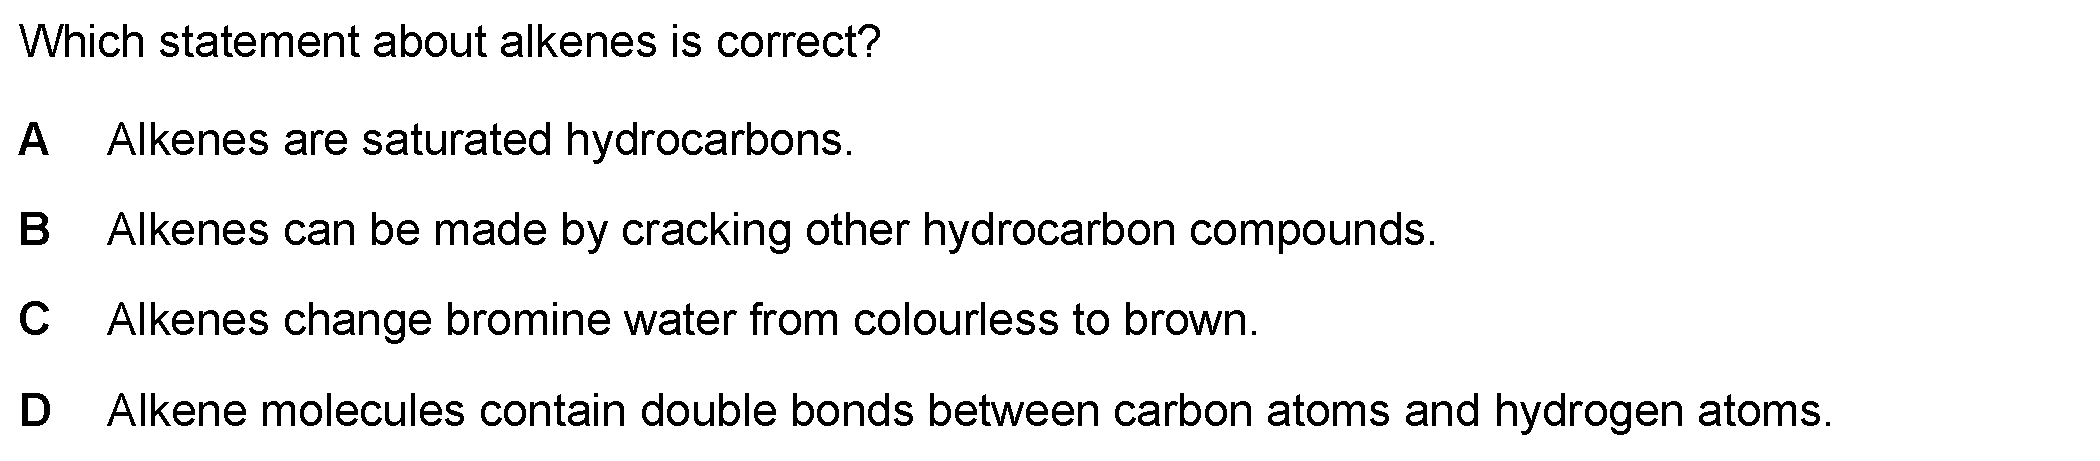 Which statement about alkenes is correct?
A Alkenes are saturated hydrocarbons.
B Alkenes can be made by cracking other hydrocarbon compounds.
C Alkenes change bromine water from colourless to brown.
D Alkene molecules contain double bonds between carbon atoms and hydrogen atoms.